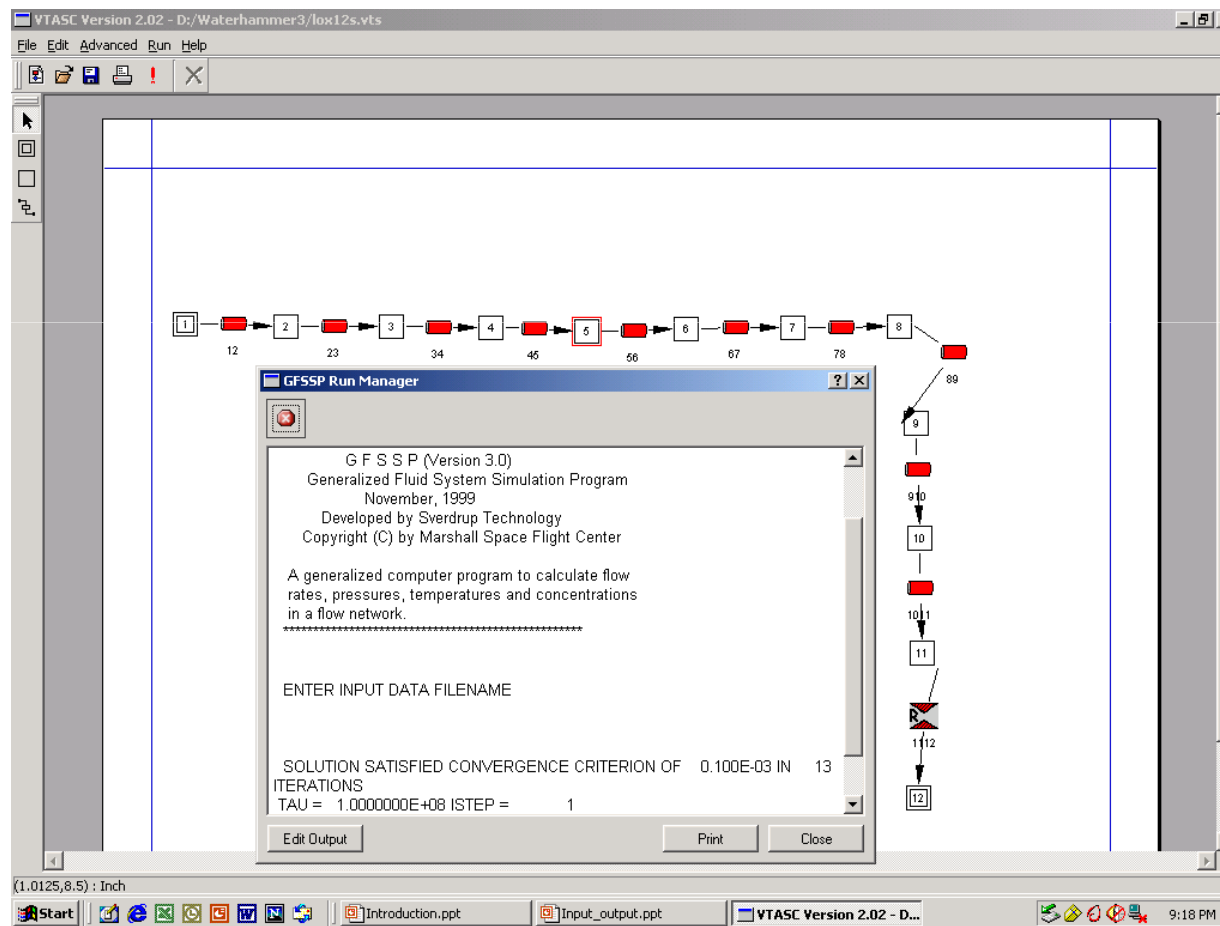 VTASC Version 2.02 - D:/Waterhammer3/lox12s.vts
File Edit Advanced Run Help
1 2 3 4 5 6 7 8
12 23 34 45 56 67 78
89
9
910
10
1011
11
R
1112
12
GFSSP Run Manager
G F S S P (Version 3.0)
Generalized Fluid System Simulation Program
November, 1999
Developed by Sverdrup Technology
Copyright (C) by Marshall Space Flight Center
A generalized computer program to calculate flow
rates, pressures, temperatures and concentrations
in a flow network.
***************************************************
ENTER INPUT DATA FILENAME
SOLUTION SATISFIED CONVERGENCE CRITERION OF 0.100E-03 IN 13
ITERATIONS
TAU = 1.0000000E+08 ISTEP = 1
Edit Output Print Close
(1.0125,8.5) : Inch
Start Introduction.ppt Input_output.ppt VTASC Version 2.02 - D... 9:18 PM